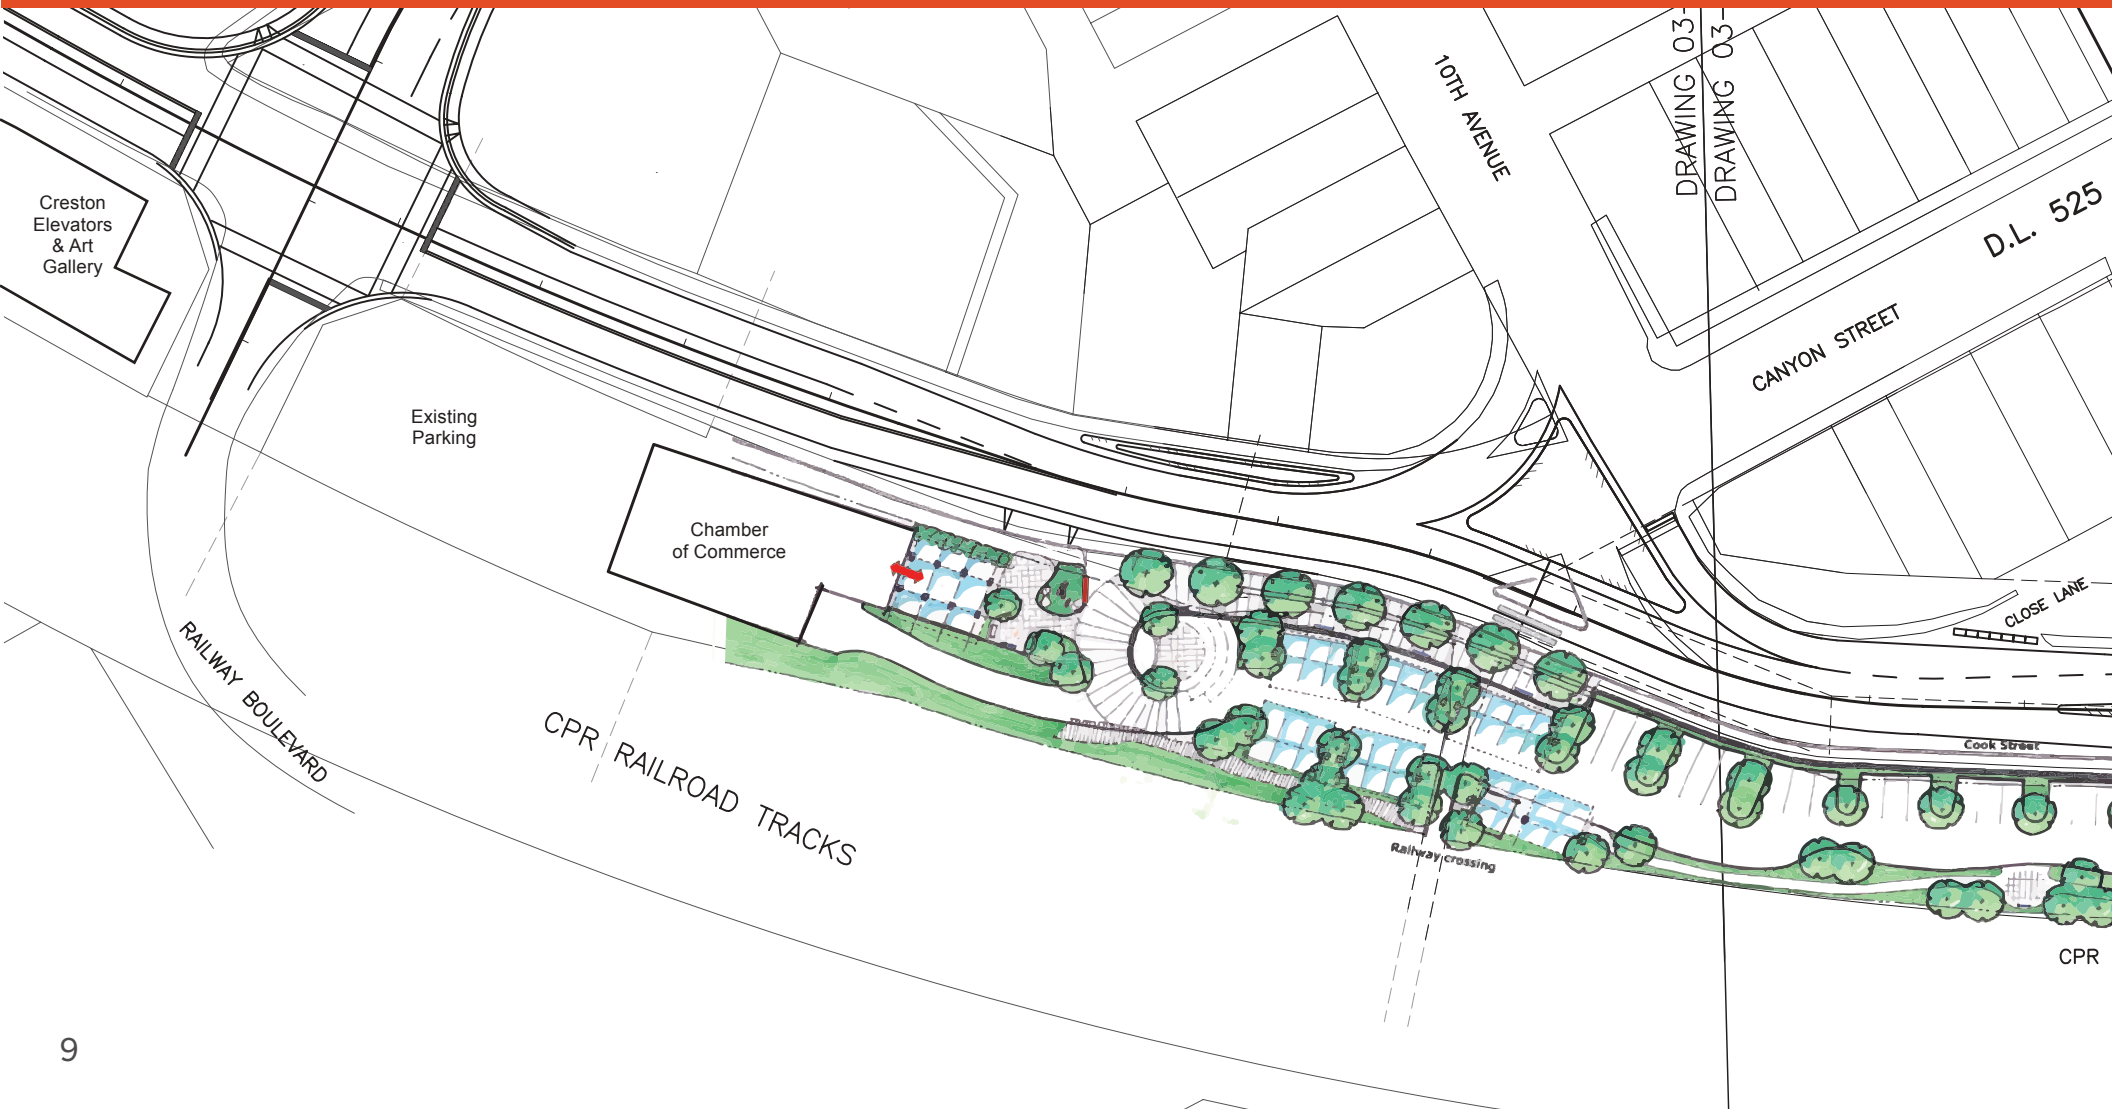 10TH AVENUE
DRAWING 03-
DRAWING 03-
D.L. 525
Creston
Elevators
& Art
Gallery
CANYON STREET
Existing
Parking
Chamber
of Commerce
CLOSE LANE
RAILWAY BOULEVARD
CPR RAILROAD TRACKS
Cook Street
Railway crossing
CPR
9